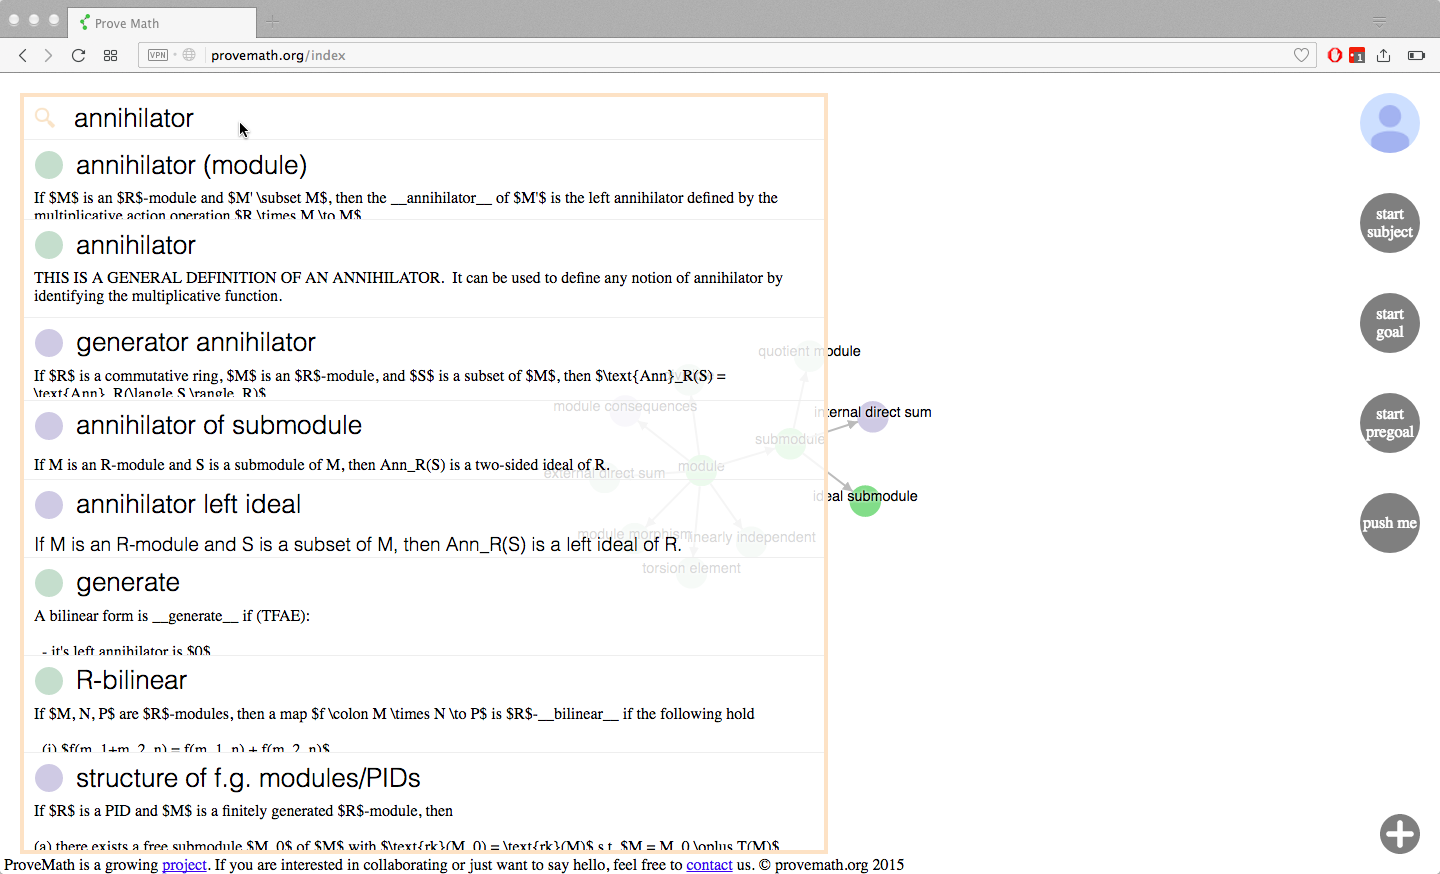 Prove Math
VPN
provemath.org/index
1
annihilator
annihilator (module)
If $M$ is an $R$-module and $M' \subset M$, then the __annihilator__ of $M'$ is the left annihilator defined by the
multiplicative action operation $R \times M \to M$
annihilator
THIS IS A GENERAL DEFINITION OF AN ANNIHILATOR.  It can be used to define any notion of annihilator by
identifying the multiplicative function.
generator annihilator
If $R$ is a commutative ring, $M$ is an $R$-module, and $S$ is a subset of $M$, then $\text{Ann}_R(S) =
\text{Ann}_R(\langle S \rangle_R)$
annihilator of submodule
If M is an R-module and S is a submodule of M, then Ann_R(S) is a two-sided ideal of R.
annihilator left ideal
If M is an R-module and S is a subset of M, then Ann_R(S) is a left ideal of R.
generate
A bilinear form is __generate__ if (TFAE):
- it's left annihilator is $0$
R-bilinear
If $M, N, P$ are $R$-modules, then a map $f \colon M \times N \to P$ is $R$-__bilinear__ if the following hold
(i) $f(m_1+m_2,n) = f(m_1,n) + f(m_2,n)$
structure of f.g. modules/PIDs
If $R$ is a PID and $M$ is a finitely generated $R$-module, then
(a) there exists a free submodule $M_0$ of $M$ with $\text{rk}(M_0) = \text{rk}(M)$ s.t. $M = M_0 \oplus T(M)$
quotient module
module consequences
internal direct sum
submodule
module
external direct sum
ideal submodule
module morphism
linearly independent
torsion element
start
subject
start
goal
start
pregoal
push me
ProveMath is a growing project. If you are interested in collaborating or just want to say hello, feel free to contact us. © provemath.org 2015